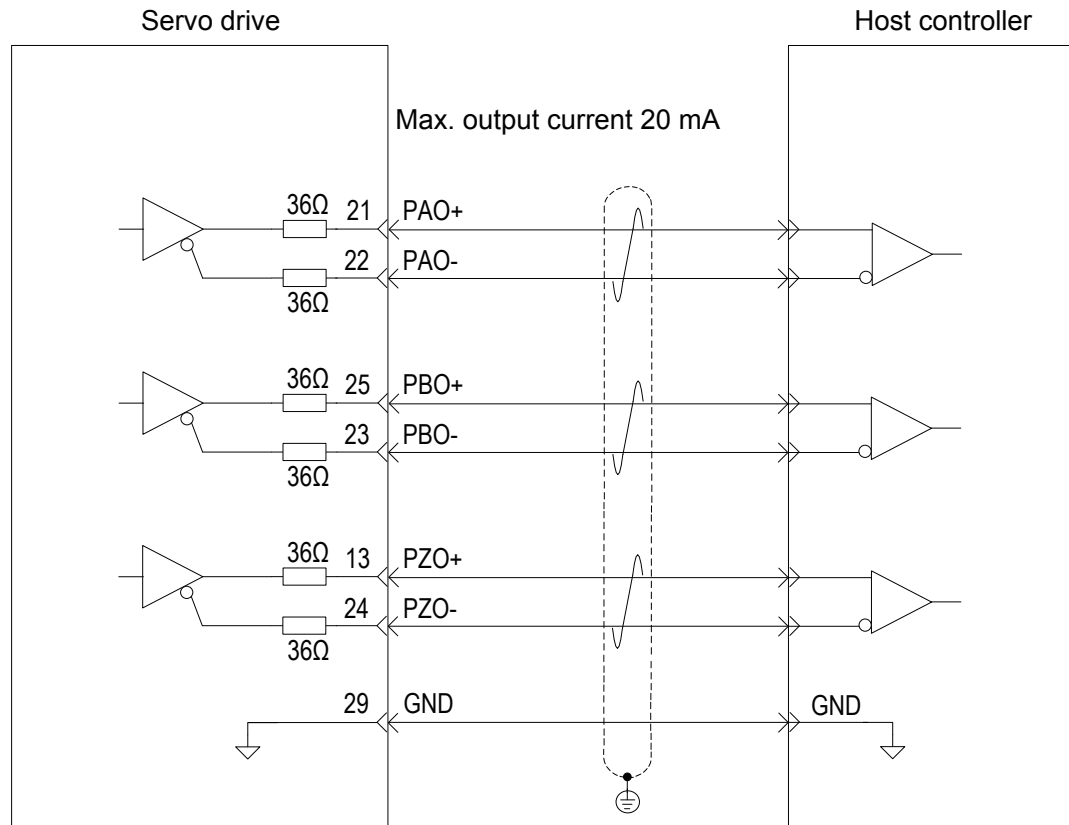 Servo drive
Host controller
Max. output current 20 mA
36Ω 21 PAO+
22 PAO-
36Ω
36Ω 25 PBO+
23 PBO-
36Ω
36Ω 13 PZO+
24 PZO-
36Ω
29 GND GND